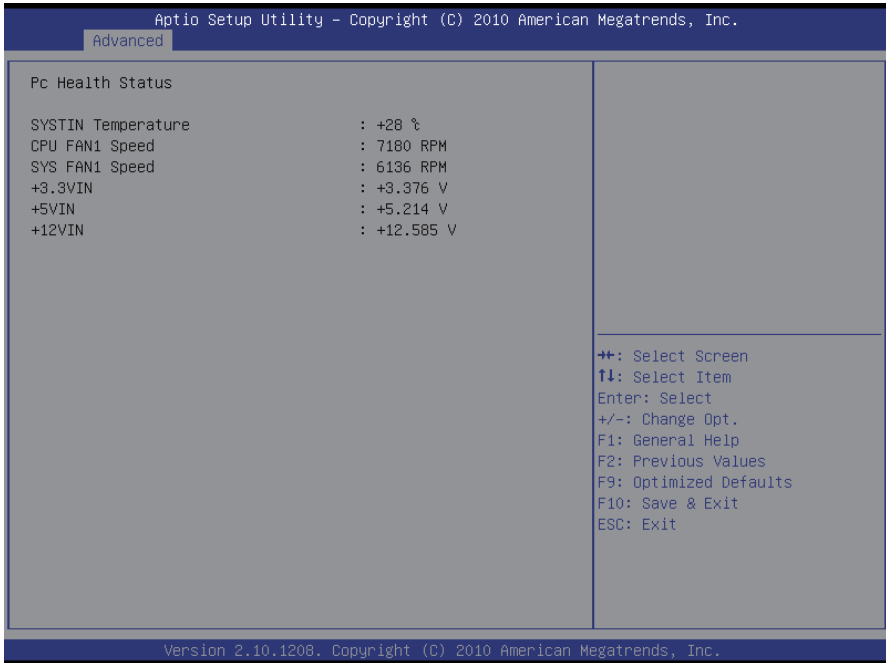 Aptio Setup Utility – Copyright (C) 2010 American Megatrends, Inc.
Advanced
Pc Health Status
SYSTIN Temperature : +28 ℃
CPU FAN1 Speed : 7180 RPM
SYS FAN1 Speed : 6136 RPM
+3.3VIN : +3.376 V
+5VIN : +5.214 V
+12VIN : +12.585 V
→←: Select Screen
↑↓: Select Item
Enter: Select
+/-: Change Opt.
F1: General Help
F2: Previous Values
F9: Optimized Defaults
F10: Save & Exit
ESC: Exit
Version 2.10.1208. Copyright (C) 2010 American Megatrends, Inc.